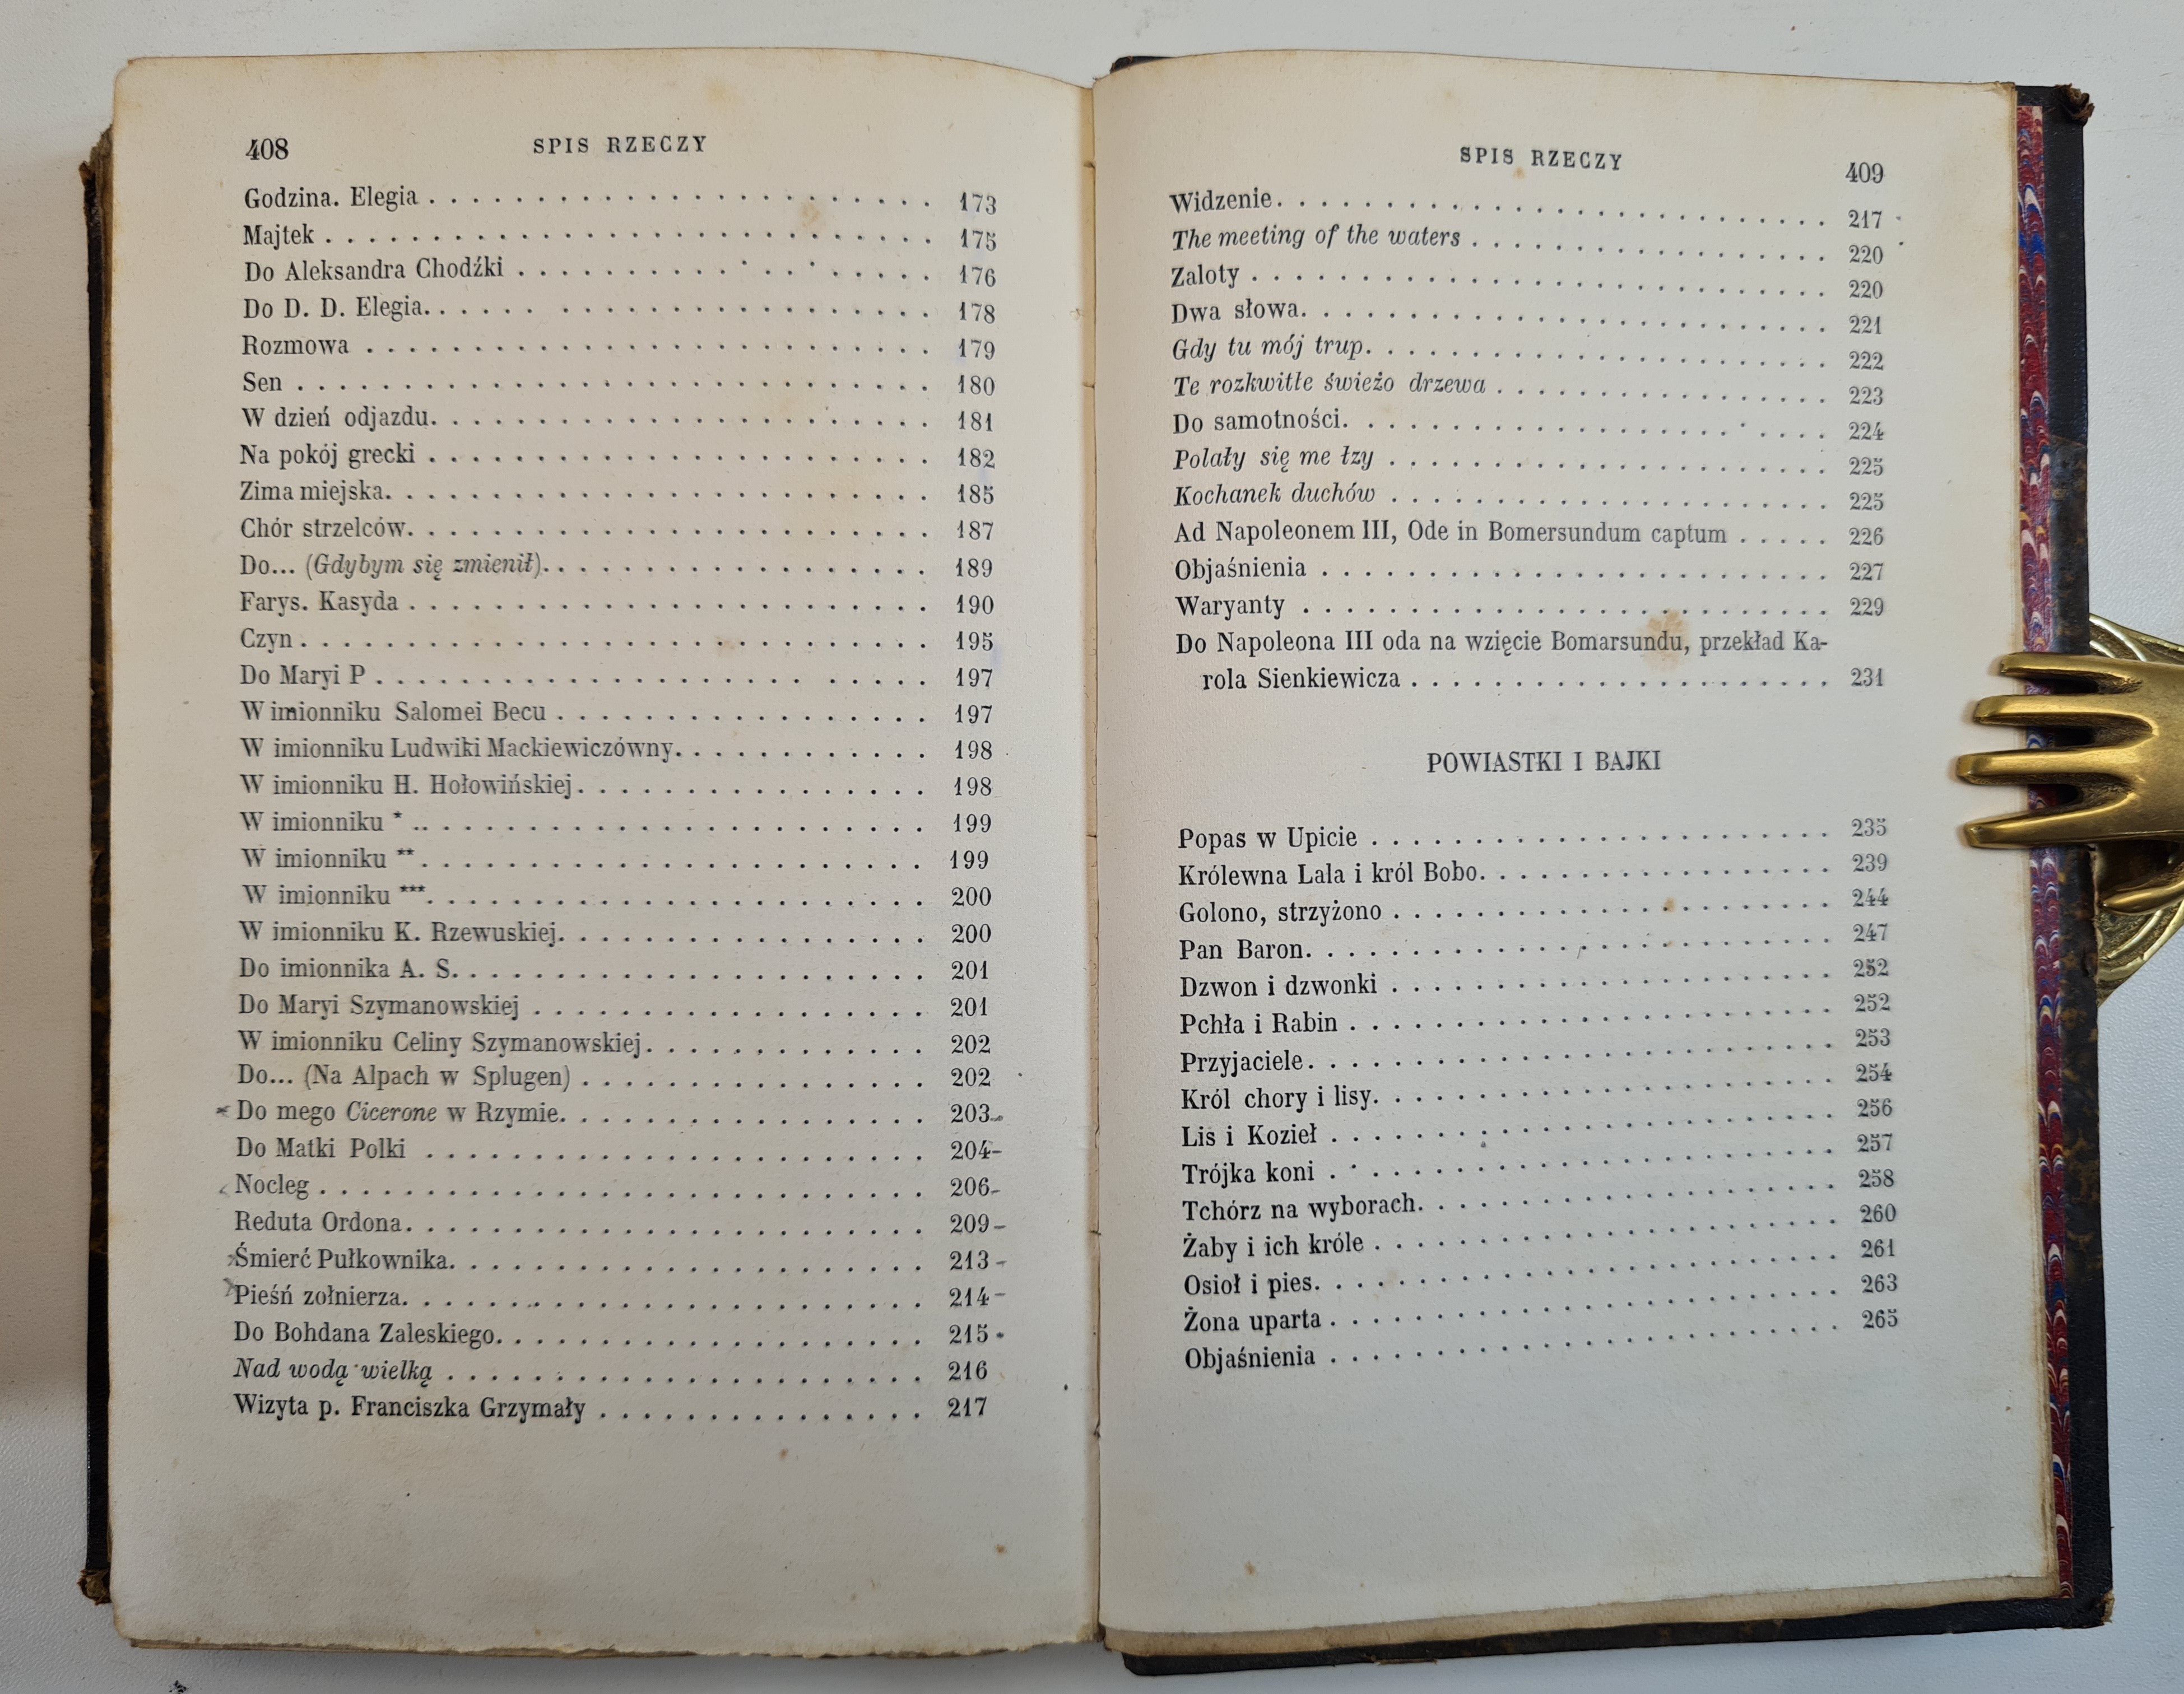 408 SPIS RZECZY
Godzina. Elegia . . . . . . . . . . . . . . . . . . . . . . . . 173
Majtek . . . . . . . . . . . . . . . . . . . . . . . . . . . . 175
Do Aleksandra Chodźki . . . . . . . . . . . . . . . . . . . . 176
Do D. D. Elegia. . . . . . . . . . . . . . . . . . . . . . . . 178
Rozmowa . . . . . . . . . . . . . . . . . . . . . . . . . . . 179
Sen . . . . . . . . . . . . . . . . . . . . . . . . . . . . . 180
W dzień odjazdu. . . . . . . . . . . . . . . . . . . . . . . . 181
Na pokój grecki . . . . . . . . . . . . . . . . . . . . . . . 182
Zima miejska. . . . . . . . . . . . . . . . . . . . . . . . . 185
Chór strzelców. . . . . . . . . . . . . . . . . . . . . . . . 187
Do... (Gdybym się zmienił). . . . . . . . . . . . . . . . . . . 189
Farys. Kasyda . . . . . . . . . . . . . . . . . . . . . . . . 190
Czyn . . . . . . . . . . . . . . . . . . . . . . . . . . . . . 195
Do Maryi P . . . . . . . . . . . . . . . . . . . . . . . . . . 197
W imionniku Salomei Becu . . . . . . . . . . . . . . . . . . . 197
W imionniku Ludwiki Mackiewiczówny. . . . . . . . . . . . . . . 198
W imionniku H. Hołowińskiej. . . . . . . . . . . . . . . . . . 198
W imionniku * . . . . . . . . . . . . . . . . . . . . . . . . . 199
W imionniku **. . . . . . . . . . . . . . . . . . . . . . . . . 199
W imionniku ***. . . . . . . . . . . . . . . . . . . . . . . . 200
W imionniku K. Rzewuskiej. . . . . . . . . . . . . . . . . . . 200
Do imionnika A. S. . . . . . . . . . . . . . . . . . . . . . . 201
Do Maryi Szymanowskiej . . . . . . . . . . . . . . . . . . . . 201
W imionniku Celiny Szymanowskiej. . . . . . . . . . . . . . . . 202
Do... (Na Alpach w Splugen) . . . . . . . . . . . . . . . . . . 202
Do mego Cicerone w Rzymie. . . . . . . . . . . . . . . . . . . 203
Do Matki Polki . . . . . . . . . . . . . . . . . . . . . . . . 204
Nocleg . . . . . . . . . . . . . . . . . . . . . . . . . . . . 206
Reduta Ordona. . . . . . . . . . . . . . . . . . . . . . . . . 209
Śmierć Pułkownika. . . . . . . . . . . . . . . . . . . . . . . 213
Pieśń zołnierza. . . . . . . . . . . . . . . . . . . . . . . . 214
Do Bohdana Zaleskiego. . . . . . . . . . . . . . . . . . . . . 215
Nad wodą wielką . . . . . . . . . . . . . . . . . . . . . . . . 216
Wizyta p. Franciszka Grzymały . . . . . . . . . . . . . . . . . 217
SPIS RZECZY 409
Widzenie. . . . . . . . . . . . . . . . . . . . . . . . . . . . 217
The meeting of the waters . . . . . . . . . . . . . . . . . . . 220
Zaloty . . . . . . . . . . . . . . . . . . . . . . . . . . . . 220
Dwa słowa. . . . . . . . . . . . . . . . . . . . . . . . . . . 221
Gdy tu mój trup. . . . . . . . . . . . . . . . . . . . . . . . 222
Te rozkwitłe świeżo drzewa . . . . . . . . . . . . . . . . . . 223
Do samotności. . . . . . . . . . . . . . . . . . . . . . . . . 224
Polały się me łzy . . . . . . . . . . . . . . . . . . . . . . . 225
Kochanek duchów . . . . . . . . . . . . . . . . . . . . . . . . 225
Ad Napoleonem III, Ode in Bomersundum captum . . . . . 226
Objaśnienia . . . . . . . . . . . . . . . . . . . . . . . . . . 227
Waryanty . . . . . . . . . . . . . . . . . . . . . . . . . . . 229
Do Napoleona III oda na wzięcie Bomarsundu, przekład Ka-
rola Sienkiewicza . . . . . . . . . . . . . . . . . . . . . . . 231
POWIASTKI I BAJKI
Popas w Upicie . . . . . . . . . . . . . . . . . . . . . . . . 235
Królewna Lala i król Bobo. . . . . . . . . . . . . . . . . . . 239
Golono, strzyżono . . . . . . . . . . . . . . . . . . . . . . . 244
Pan Baron. . . . . . . . . . . . . . . . . . . . . . . . . . . 247
Dzwon i dzwonki . . . . . . . . . . . . . . . . . . . . . . . . 252
Pchła i Rabin . . . . . . . . . . . . . . . . . . . . . . . . . 252
Przyjaciele. . . . . . . . . . . . . . . . . . . . . . . . . . 253
Król chory i lisy. . . . . . . . . . . . . . . . . . . . . . . 254
Lis i Kozieł . . . . . . . . . . . . . . . . . . . . . . . . . 256
Trójka koni . . . . . . . . . . . . . . . . . . . . . . . . . . 257
Tchórz na wyborach. . . . . . . . . . . . . . . . . . . . . . . 258
Żaby i ich króle . . . . . . . . . . . . . . . . . . . . . . . 260
Osioł i pies. . . . . . . . . . . . . . . . . . . . . . . . . . 261
Żona uparta . . . . . . . . . . . . . . . . . . . . . . . . . . 263
Objaśnienia . . . . . . . . . . . . . . . . . . . . . . . . . . 265